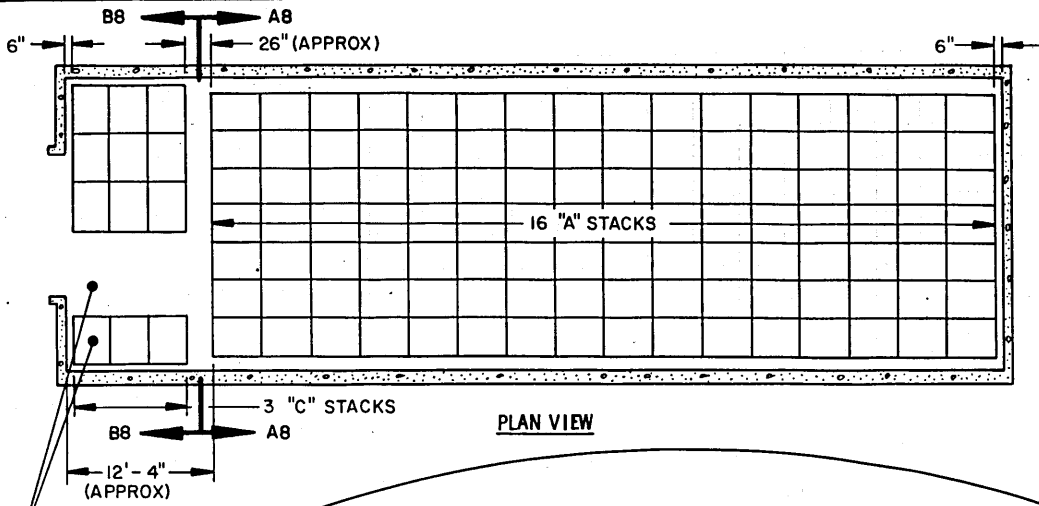 B8 A8
6" 26" (APPROX) 6"
16 "A" STACKS
3 "C" STACKS
B8 A8
PLAN VIEW
12'-4"
(APPROX)